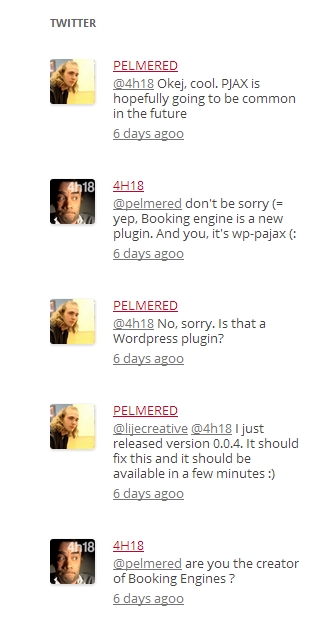 TWITTER
PELMERED
@4h18 Okej, cool. PJAX is
hopefully going to be common
in the future
6 days agoo
4h18
4H18
@pelmered don't be sorry (=
yep, Booking engine is a new
plugin. And you, it's wp-pajax (:
6 days agoo
PELMERED
@4h18 No, sorry. Is that a
Wordpress plugin?
6 days agoo
PELMERED
@lijecreative @4h18 I just
released version 0.0.4. It should
fix this and it should be
available in a few minutes :)
6 days agoo
4h18
4H18
@pelmered are you the creator
of Booking Engines ?
6 days agoo